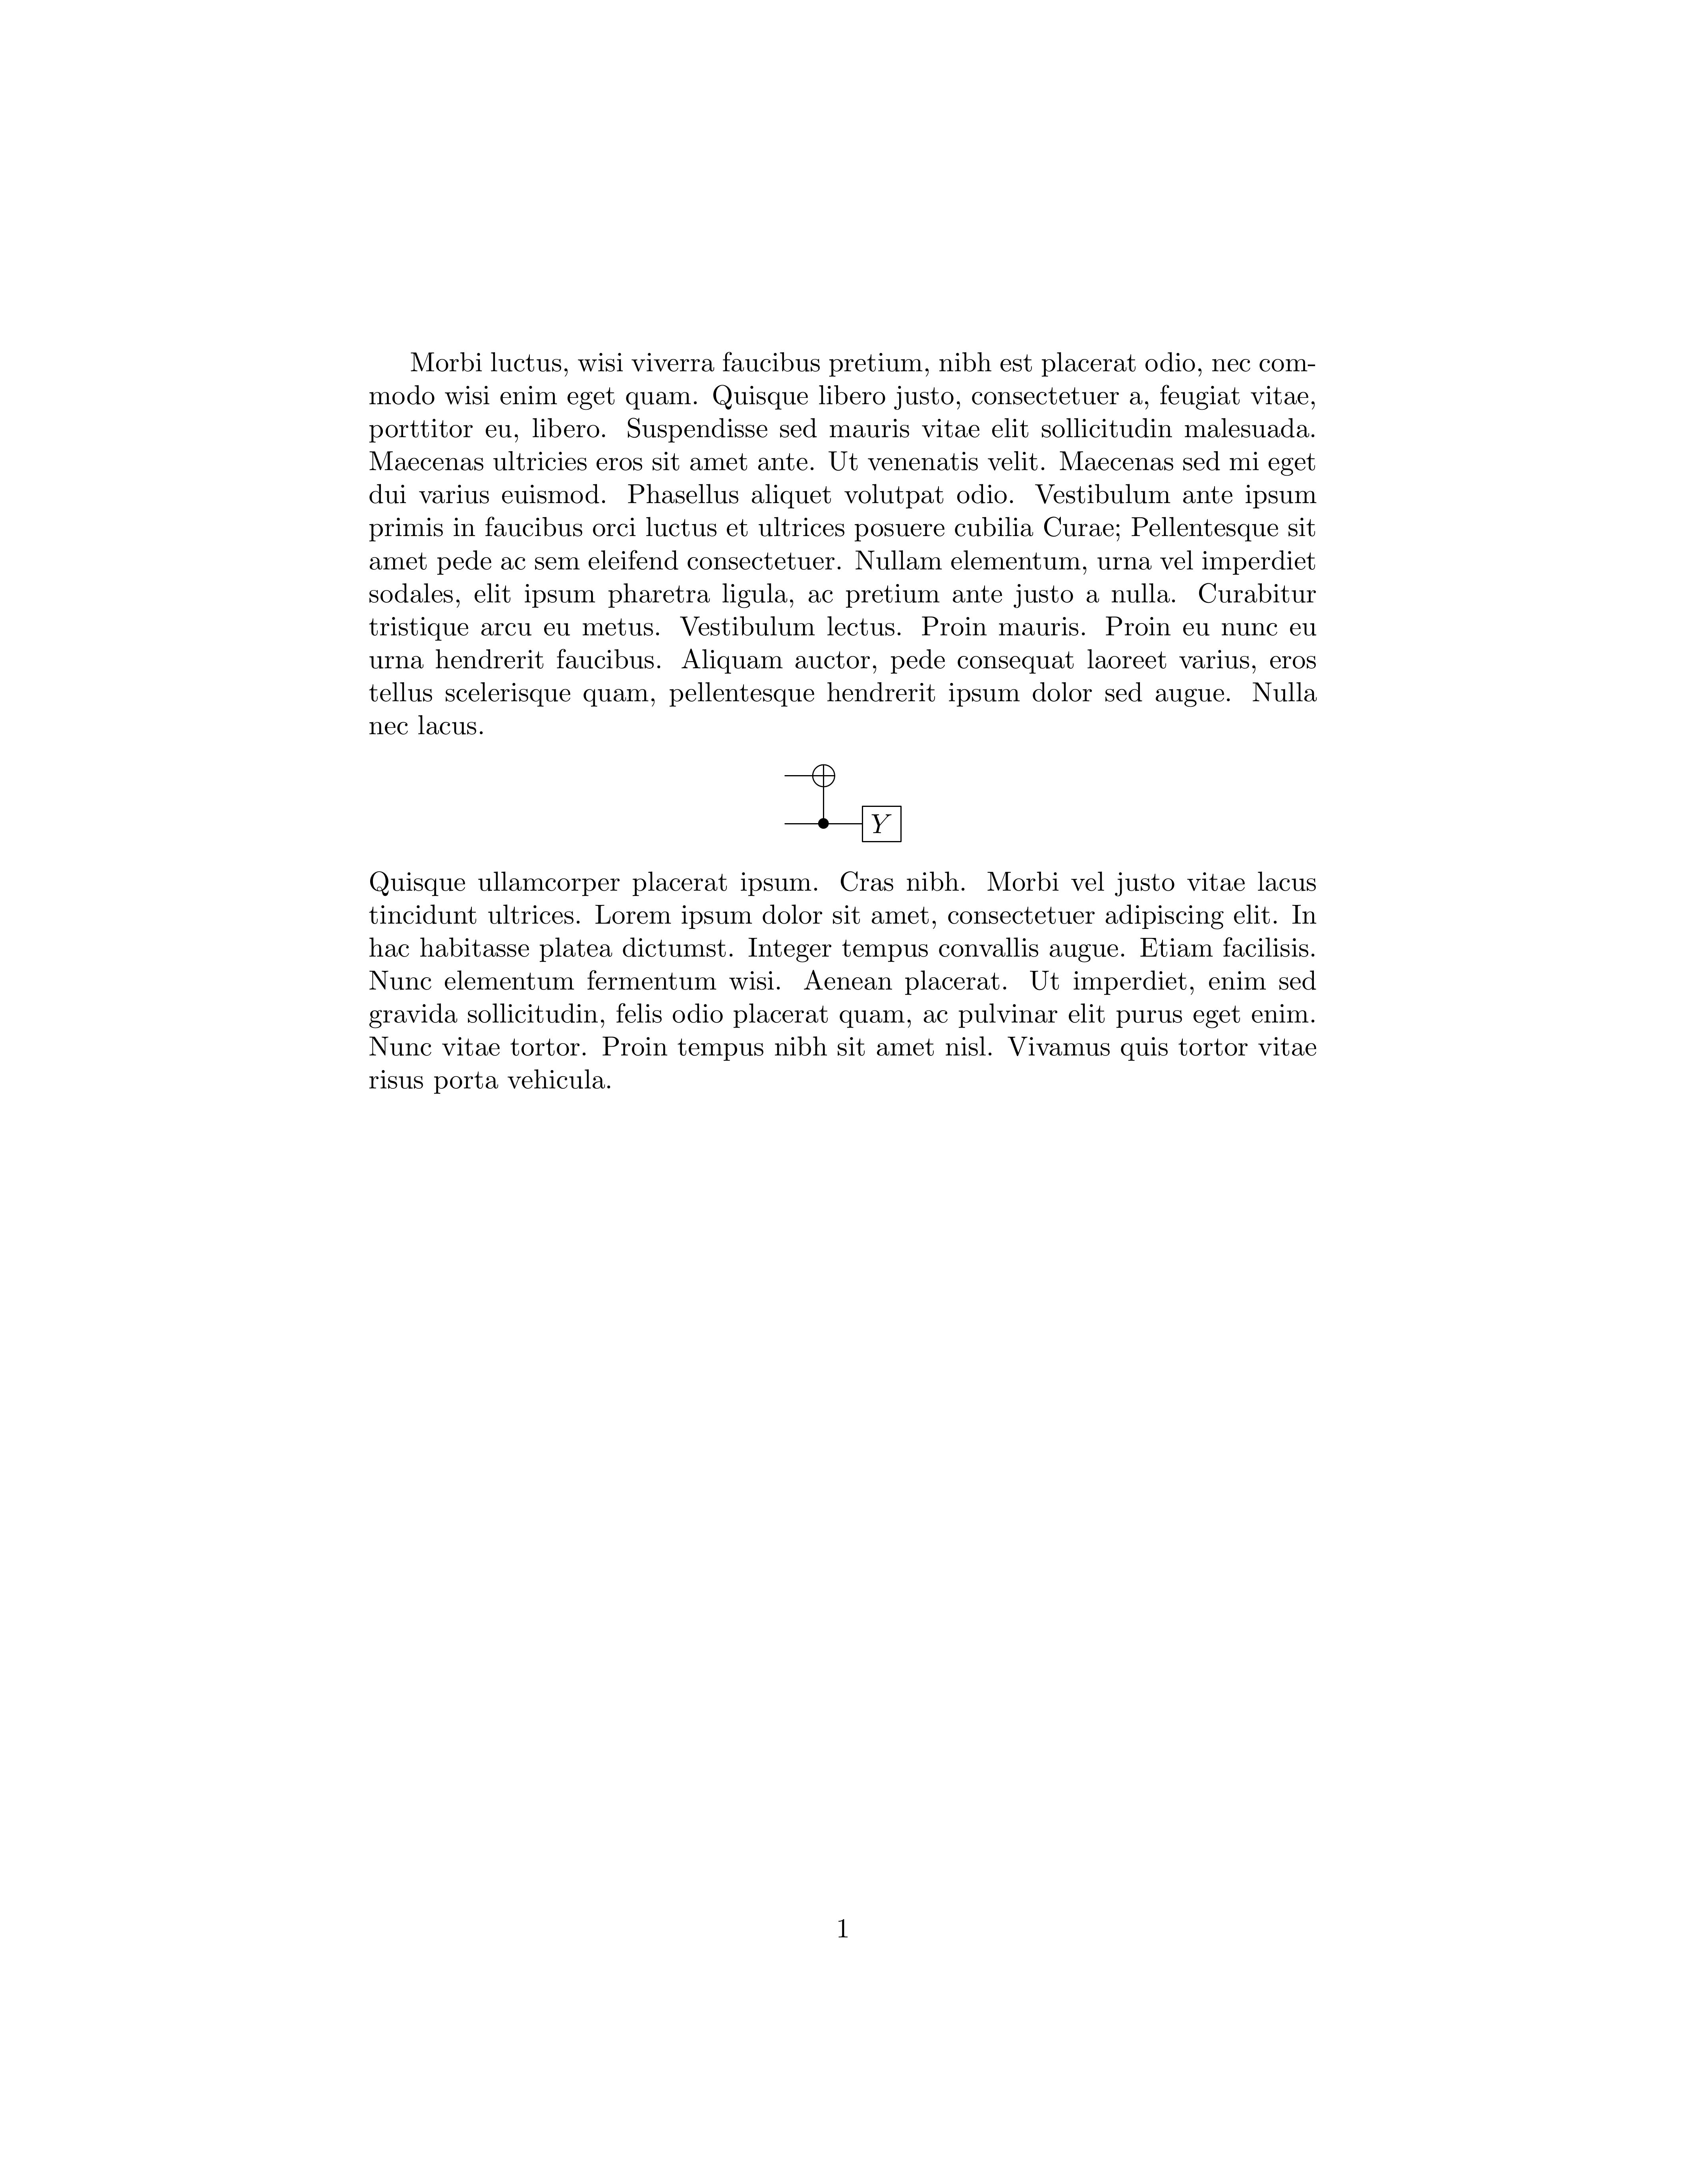 Morbi luctus, wisi viverra faucibus pretium, nibh est placerat odio, nec com-
modo wisi enim eget quam. Quisque libero justo, consectetuer a, feugiat vitae,
porttitor eu, libero. Suspendisse sed mauris vitae elit sollicitudin malesuada.
Maecenas ultricies eros sit amet ante. Ut venenatis velit. Maecenas sed mi eget
dui varius euismod. Phasellus aliquet volutpat odio. Vestibulum ante ipsum
primis in faucibus orci luctus et ultrices posuere cubilia Curae; Pellentesque sit
amet pede ac sem eleifend consectetuer. Nullam elementum, urna vel imperdiet
sodales, elit ipsum pharetra ligula, ac pretium ante justo a nulla. Curabitur
tristique arcu eu metus. Vestibulum lectus. Proin mauris. Proin eu nunc eu
urna hendrerit faucibus. Aliquam auctor, pede consequat laoreet varius, eros
tellus scelerisque quam, pellentesque hendrerit ipsum dolor sed augue. Nulla
nec lacus.
Y
Quisque ullamcorper placerat ipsum. Cras nibh. Morbi vel justo vitae lacus
tincidunt ultrices. Lorem ipsum dolor sit amet, consectetuer adipiscing elit. In
hac habitasse platea dictumst. Integer tempus convallis augue. Etiam facilisis.
Nunc elementum fermentum wisi. Aenean placerat. Ut imperdiet, enim sed
gravida sollicitudin, felis odio placerat quam, ac pulvinar elit purus eget enim.
Nunc vitae tortor. Proin tempus nibh sit amet nisl. Vivamus quis tortor vitae
risus porta vehicula.
1